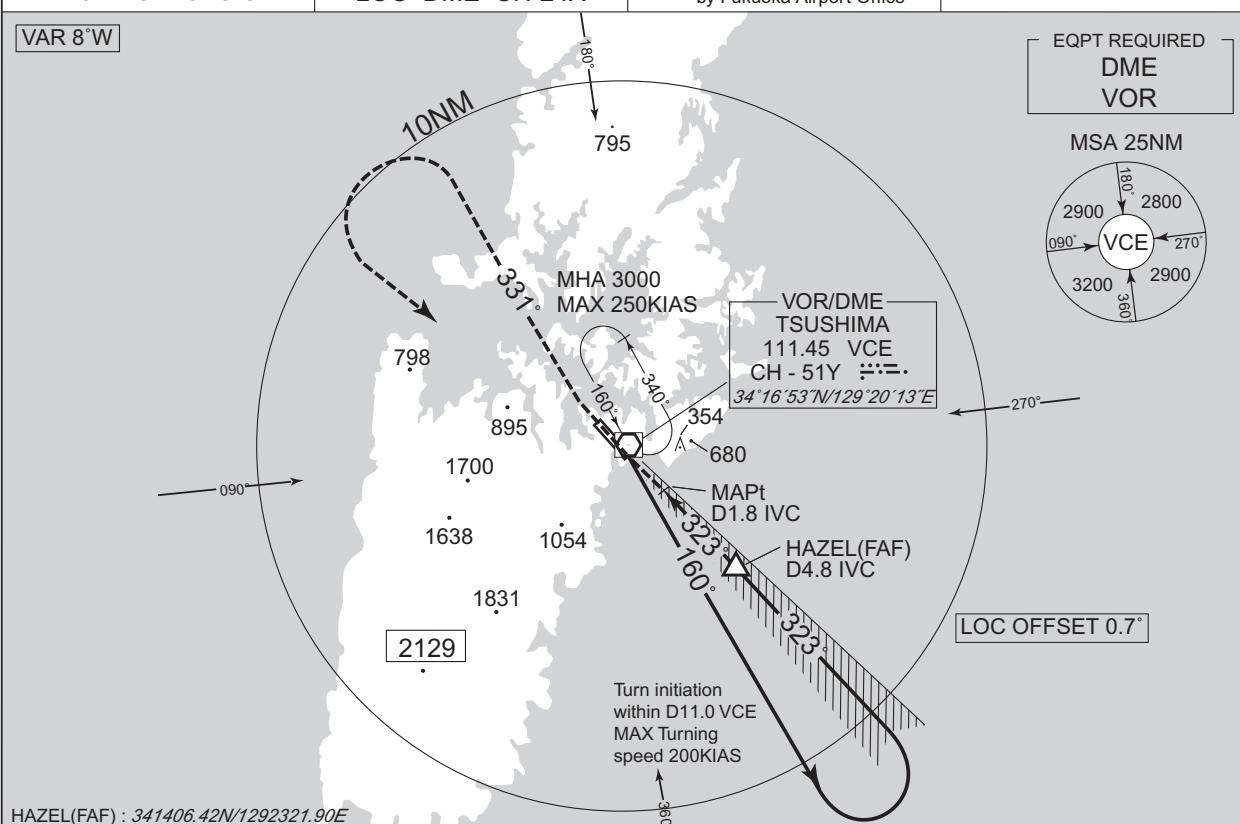 by Fukuoka Airport Office
VAR 8°W
EQPT REQUIRED
DME
VOR
MSA 25NM
180°
2900
2800
090°
VCE
270°
3200
2900
360°
180°
10NM
795
331°
MHA 3000
MAX 250KIAS
VOR/DME
TSUSHIMA
111.45 VCE
CH - 51Y
34°16′53″N/129°20′13″E
798
160°
340°
354
270°
895
680
1700
090°
MAPt
D1.8 IVC
1638
1054
323°
HAZEL(FAF)
D4.8 IVC
160°
1831
323°
LOC OFFSET 0.7°
2129
Turn initiation
within D11.0 VCE
MAX Turning
speed 200KIAS
HAZEL(FAF) : 341406.42N/1292321.90E